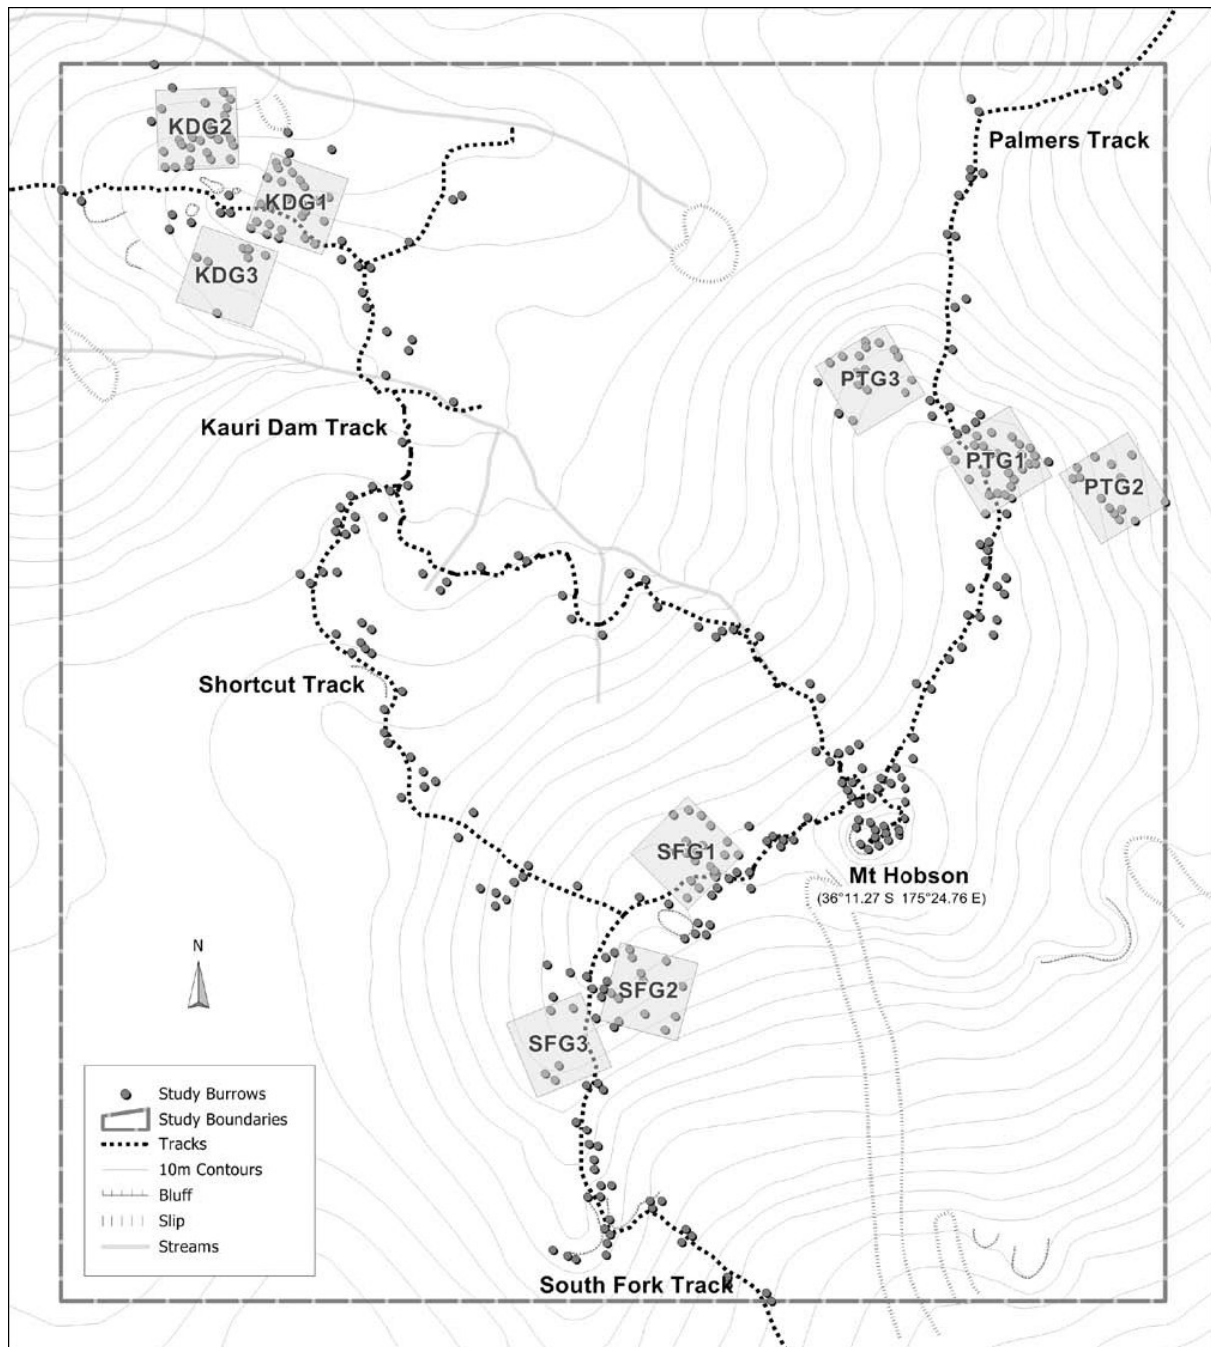 KDG2
Palmers Track
KDG1
KDG3
PTG3
Kauri Dam Track
PTG1
PTG2
Shortcut Track
SFG1
Mt Hobson
(36°11.27 S 175°24.76 E)
N
SFG2
SFG3
Study Burrows
Study Boundaries
Tracks
10m Contours
Bluff
Slip
Streams
South Fork Track